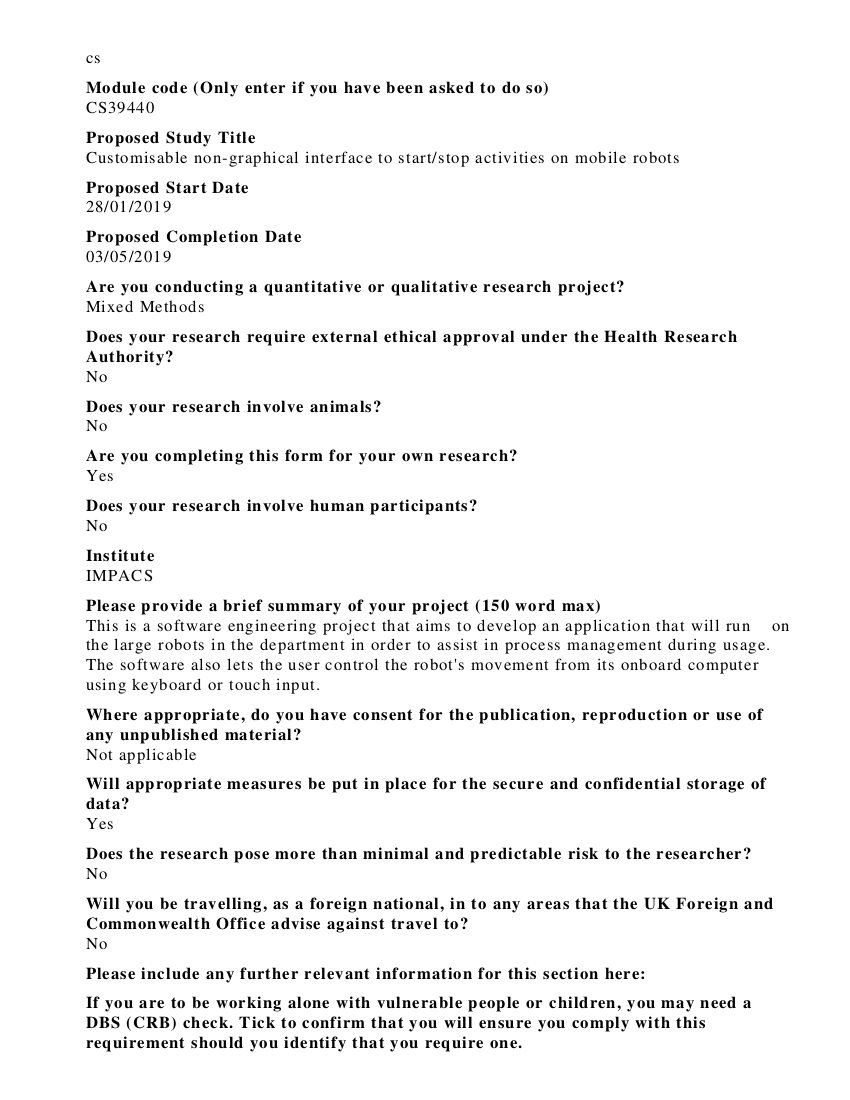 cs
Module code (Only enter if you have been asked to do so)
CS39440
Proposed Study Title
Customisable non-graphical interface to start/stop activities on mobile robots
Proposed Start Date
28/01/2019
Proposed Completion Date
03/05/2019
Are you conducting a quantitative or qualitative research project?
Mixed Methods
Does your research require external ethical approval under the Health Research
Authority?
No
Does your research involve animals?
No
Are you completing this form for your own research?
Yes
Does your research involve human participants?
No
Institute
IMPACS
Please provide a brief summary of your project (150 word max)
This is a software engineering project that aims to develop an application that will run on
the large robots in the department in order to assist in process management during usage.
The software also lets the user control the robot's movement from its onboard computer
using keyboard or touch input.
Where appropriate, do you have consent for the publication, reproduction or use of
any unpublished material?
Not applicable
Will appropriate measures be put in place for the secure and confidential storage of
data?
Yes
Does the research pose more than minimal and predictable risk to the researcher?
No
Will you be travelling, as a foreign national, in to any areas that the UK Foreign and
Commonwealth Office advise against travel to?
No
Please include any further relevant information for this section here:
If you are to be working alone with vulnerable people or children, you may need a
DBS (CRB) check. Tick to confirm that you will ensure you comply with this
requirement should you identify that you require one.